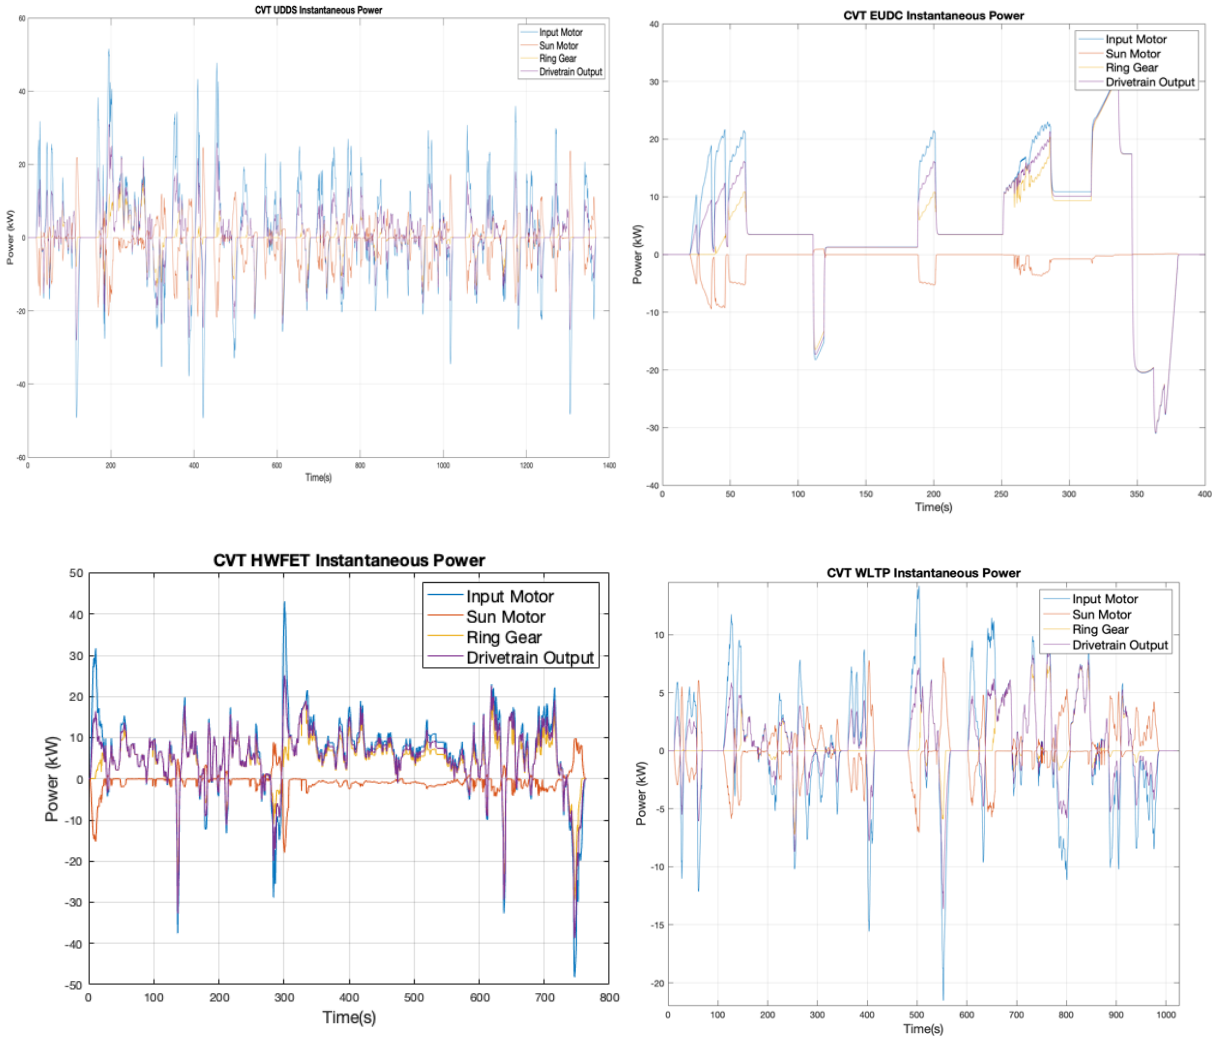 CVT UDDS Instantaneous Power
Input Motor
Sun Motor
Ring Gear
Drivetrain Output
Power (kW)
60
40
20
0
-20
-40
-60
0 200 400 600 800 1000 1200 1400
Time(s)
CVT EUDC Instantaneous Power
Input Motor
Sun Motor
Ring Gear
Drivetrain Output
Power (kW)
40
30
20
10
0
-10
-20
-30
-40
0 50 100 150 200 250 300 350 400
Time(s)
CVT HWFET Instantaneous Power
Input Motor
Sun Motor
Ring Gear
Drivetrain Output
Power (kW)
50
40
30
20
10
0
-10
-20
-30
-40
-50
0 100 200 300 400 500 600 700 800
Time(s)
CVT WLTP Instantaneous Power
Input Motor
Sun Motor
Ring Gear
Drivetrain Output
Power (kW)
10
5
0
-5
-10
-15
-20
0 100 200 300 400 500 600 700 800 900 1000
Time(s)